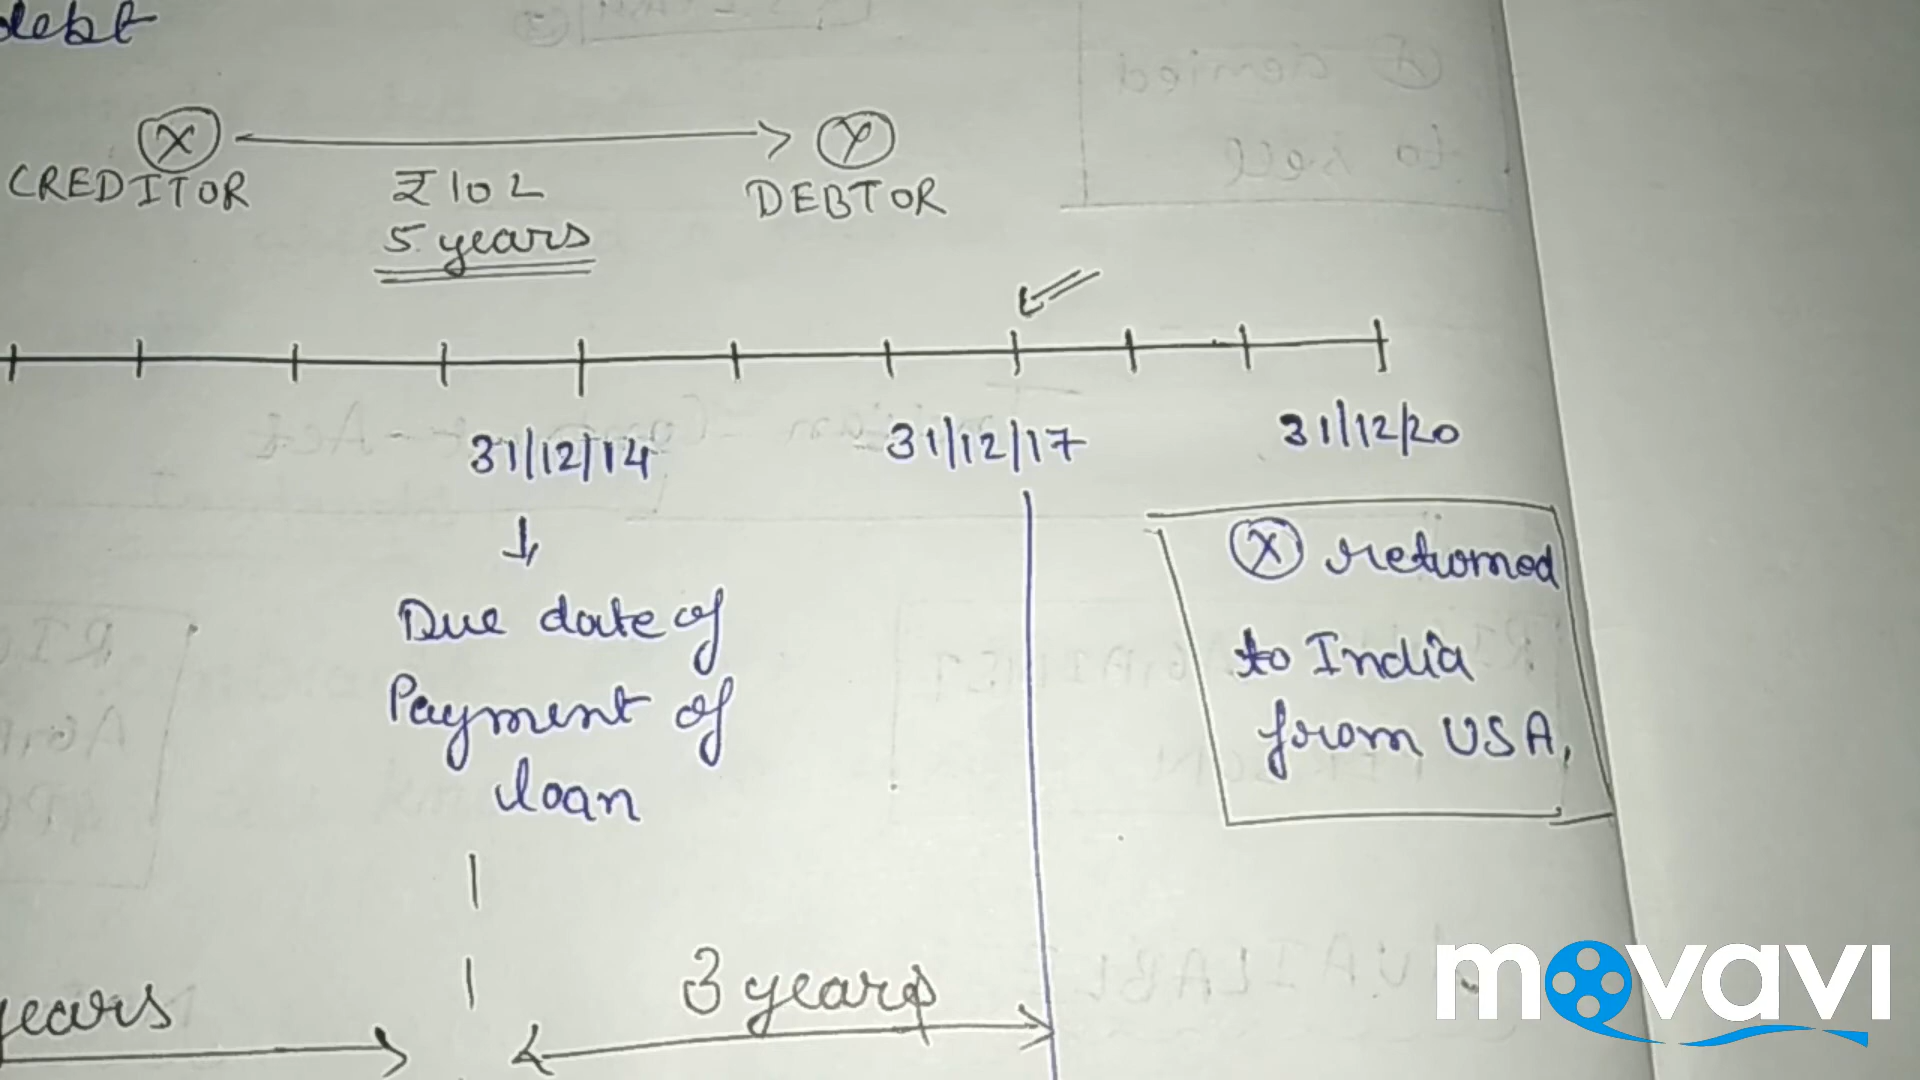 debt
X Y
CREDITOR ₹ 10 L DEBTOR
5 years
31/12/14 31/12/17 31/12/20
Due date of
Payment of
loan
X returned
to India
from USA.
years 3 years
movavi